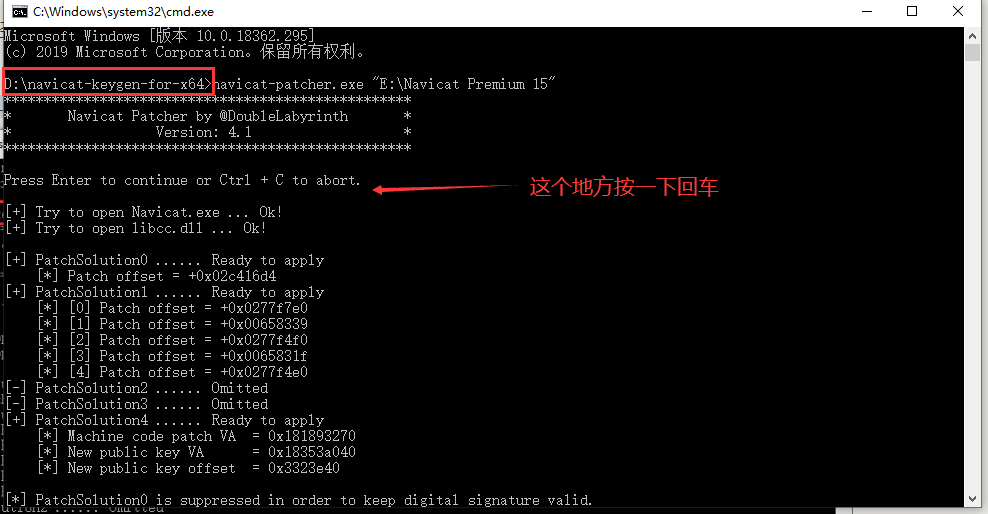 C:\Windows\system32\cmd.exe
Microsoft Windows [版本 10.0.18362.295]
(c) 2019 Microsoft Corporation。保留所有权利。
D:\navicat-keygen-for-x64>navicat-patcher.exe "E:\Navicat Premium 15"
***************************************************
*       Navicat Patcher by @DoubleLabyrinth       *
*                  Version: 4.1                   *
***************************************************
Press Enter to continue or Ctrl + C to abort.
这个地方按一下回车
[+] Try to open Navicat.exe ... Ok!
[+] Try to open libcc.dll ... Ok!
[+] PatchSolution0 ...... Ready to apply
[*] Patch offset = +0x02c416d4
[+] PatchSolution1 ...... Ready to apply
[*] [0] Patch offset = +0x0277f7e0
[*] [1] Patch offset = +0x00658339
[*] [2] Patch offset = +0x0277f4f0
[*] [3] Patch offset = +0x0065831f
[*] [4] Patch offset = +0x0277f4e0
[-] PatchSolution2 ...... Omitted
[-] PatchSolution3 ...... Omitted
[+] PatchSolution4 ...... Ready to apply
[*] Machine code patch VA  = 0x181893270
[*] New public key VA      = 0x18353a040
[*] New public key offset  = 0x3323e40
[*] PatchSolution0 is suppressed in order to keep digital signature valid.